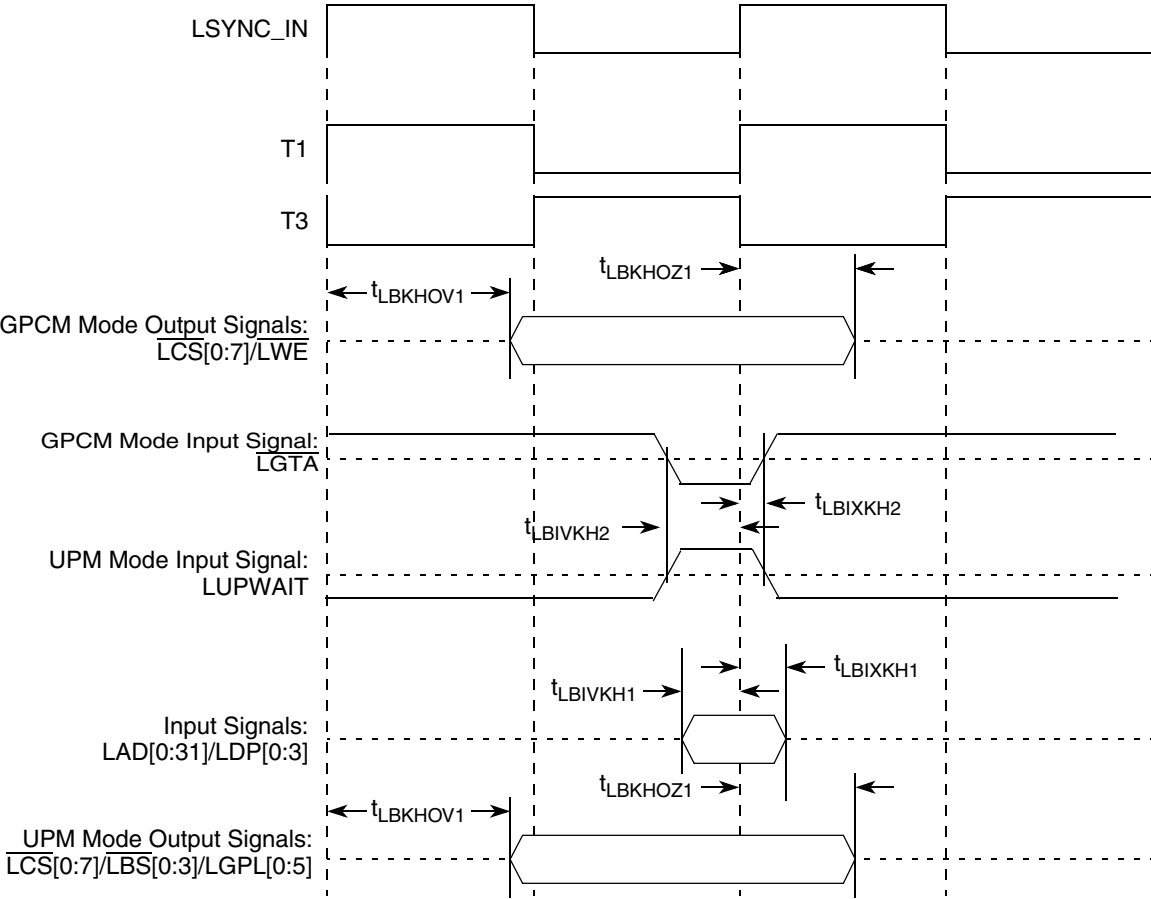 LSYNC_IN
T1
T3
tLBKHOZ1
tLBKHOV1
GPCM Mode Output Signals:
LCS[0:7]/LWE
GPCM Mode Input Signal:
LGTA
tLBIXKH2
tLBIVKH2
UPM Mode Input Signal:
LUPWAIT
tLBIXKH1
tLBIVKH1
Input Signals:
LAD[0:31]/LDP[0:3]
tLBKHOZ1
tLBKHOV1
UPM Mode Output Signals:
LCS[0:7]/LBS[0:3]/LGPL[0:5]